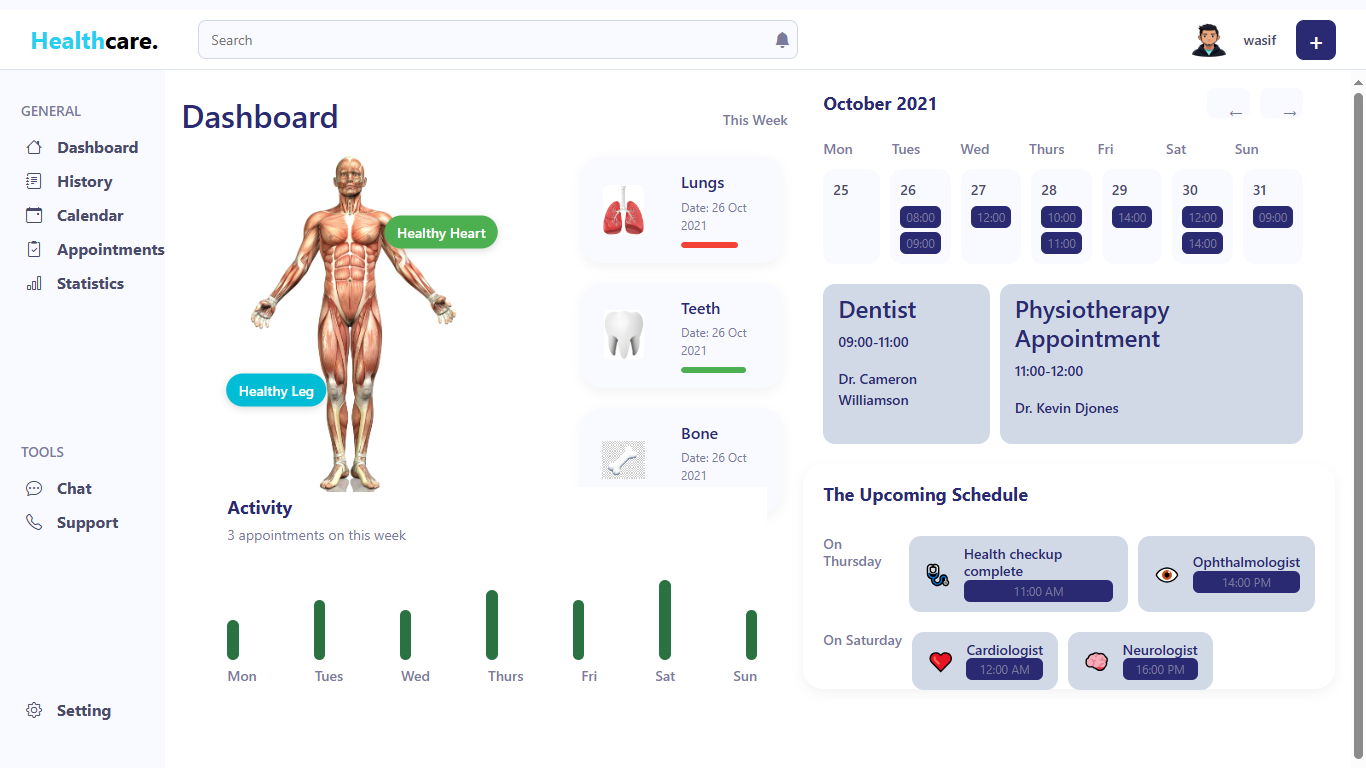 Healthcare.
Search
wasif
+
GENERAL
Dashboard
History
Calendar
Appointments
Statistics
TOOLS
Chat
Support
Setting
Dashboard
This Week
Healthy Heart
Healthy Leg
Lungs
Date: 26 Oct
2021
Teeth
Date: 26 Oct
2021
Bone
Date: 26 Oct
2021
Activity
3 appointments on this week
Mon Tues Wed Thurs Fri Sat Sun
October 2021
← →
Mon Tues Wed Thurs Fri Sat Sun
25 26 27 28 29 30 31
08:00 12:00 10:00 14:00 12:00 09:00
09:00 11:00 14:00
Dentist
09:00-11:00
Dr. Cameron
Williamson
Physiotherapy
Appointment
11:00-12:00
Dr. Kevin Djones
The Upcoming Schedule
On
Thursday
Health checkup
complete
11:00 AM
Ophthalmologist
14:00 PM
On Saturday
Cardiologist
12:00 AM
Neurologist
16:00 PM